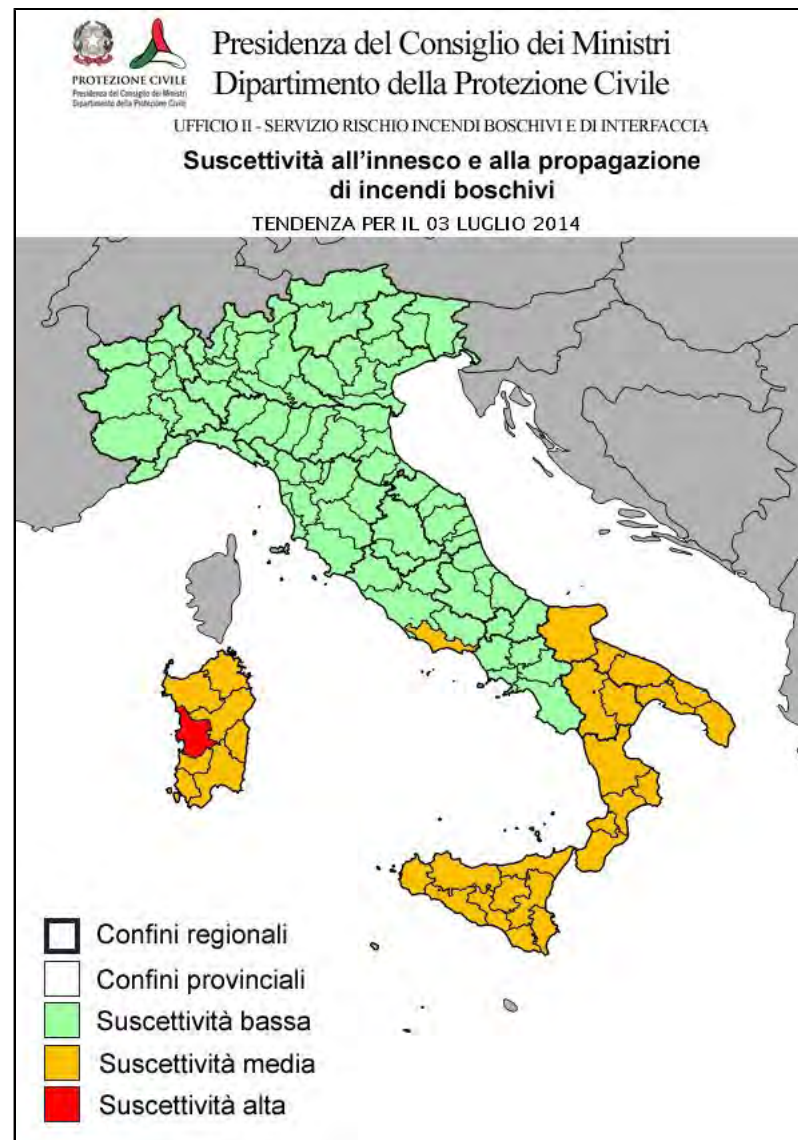 Presidenza del Consiglio dei Ministri
Dipartimento della Protezione Civile
PROTEZIONE CIVILE
Presidenza del Consiglio dei Ministri
Dipartimento della Protezione Civile
UFFICIO II - SERVIZIO RISCHIO INCENDI BOSCHIVI E DI INTERFACCIA
Suscettività all'innesco e alla propagazione
di incendi boschivi
TENDENZA PER IL 03 LUGLIO 2014
Confini regionali
Confini provinciali
Suscettività bassa
Suscettività media
Suscettività alta